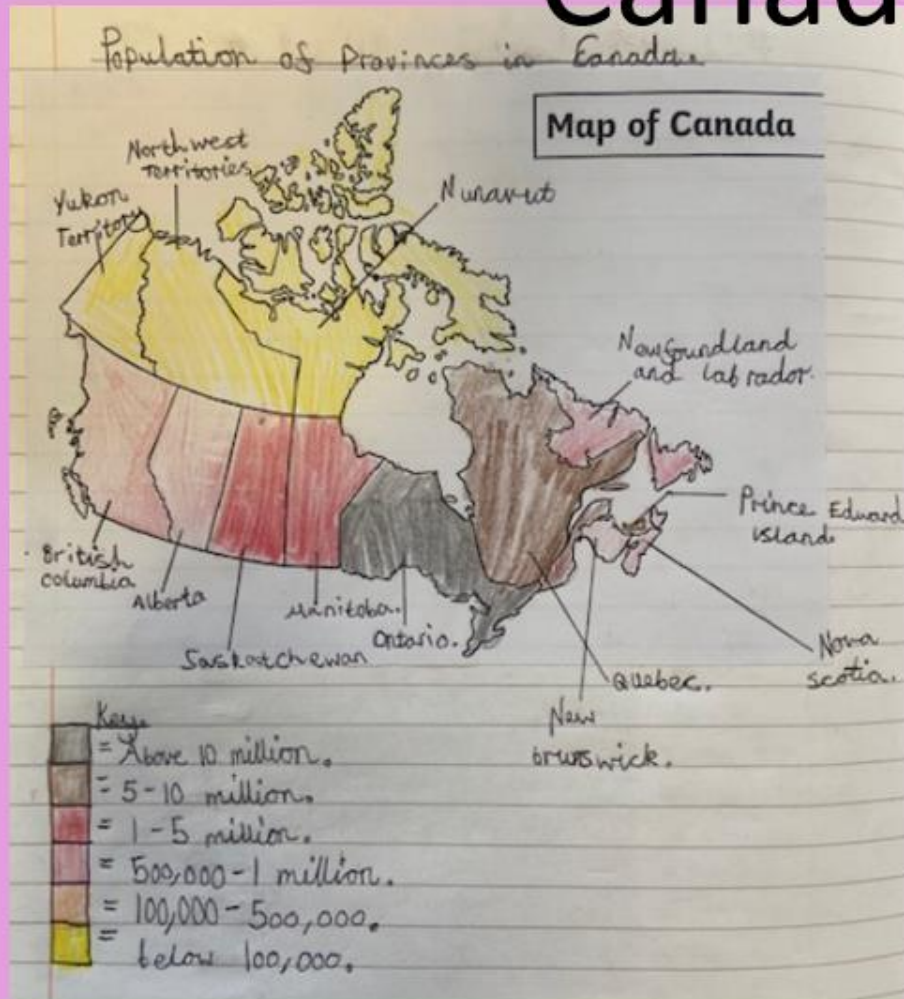 Canad
Population of Provinces in Canada.
Map of Canada
Northwest
Territories
Yukon
Territory
Nunavut
Newfoundland
and labrador.
Prince Edward
island.
British
columbia
Alberta
Manitoba.
Ontario.
Saskatchewan
Nova
scotia.
Quebec.
New
brunswick.
Key.
= Above 10 million.
= 5-10 million.
= 1-5 million.
= 500,000-1 million.
= 100,000-500,000.
= below 100,000.